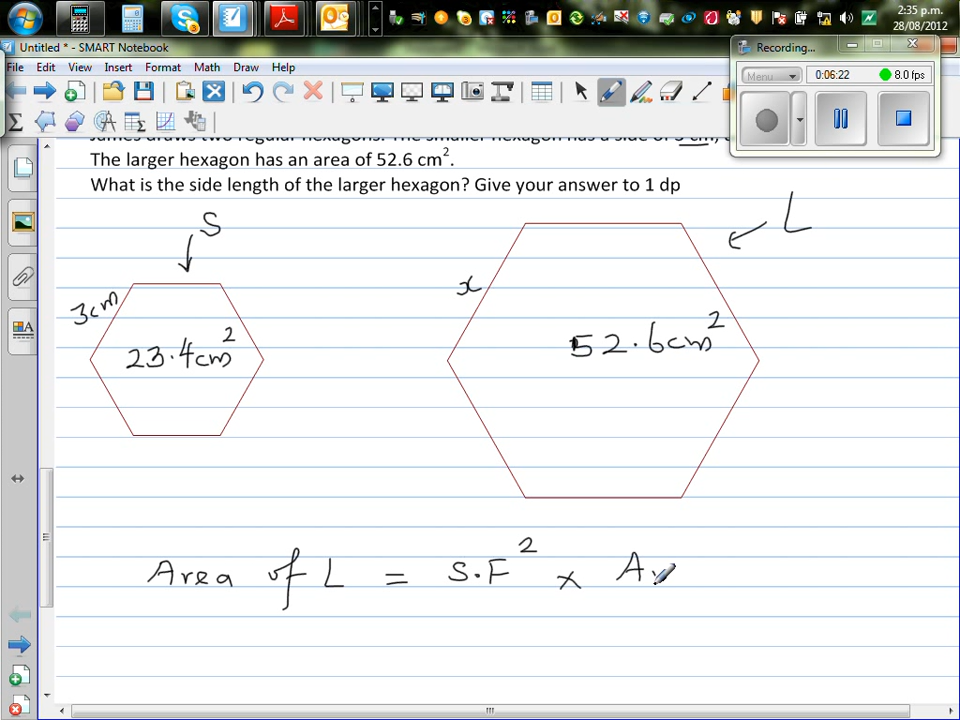 2:35 p.m.
28/08/2012
Untitled * - SMART Notebook
Recording...
File Edit View Insert Format Math Draw Help
Menu
0:06:22
8.0 fps
The larger hexagon has an area of 52.6 cm².
What is the side length of the larger hexagon? Give your answer to 1 dp
S
L
3cm
x
23.4cm²
52.6cm²
Area of L = S.F² × Ar